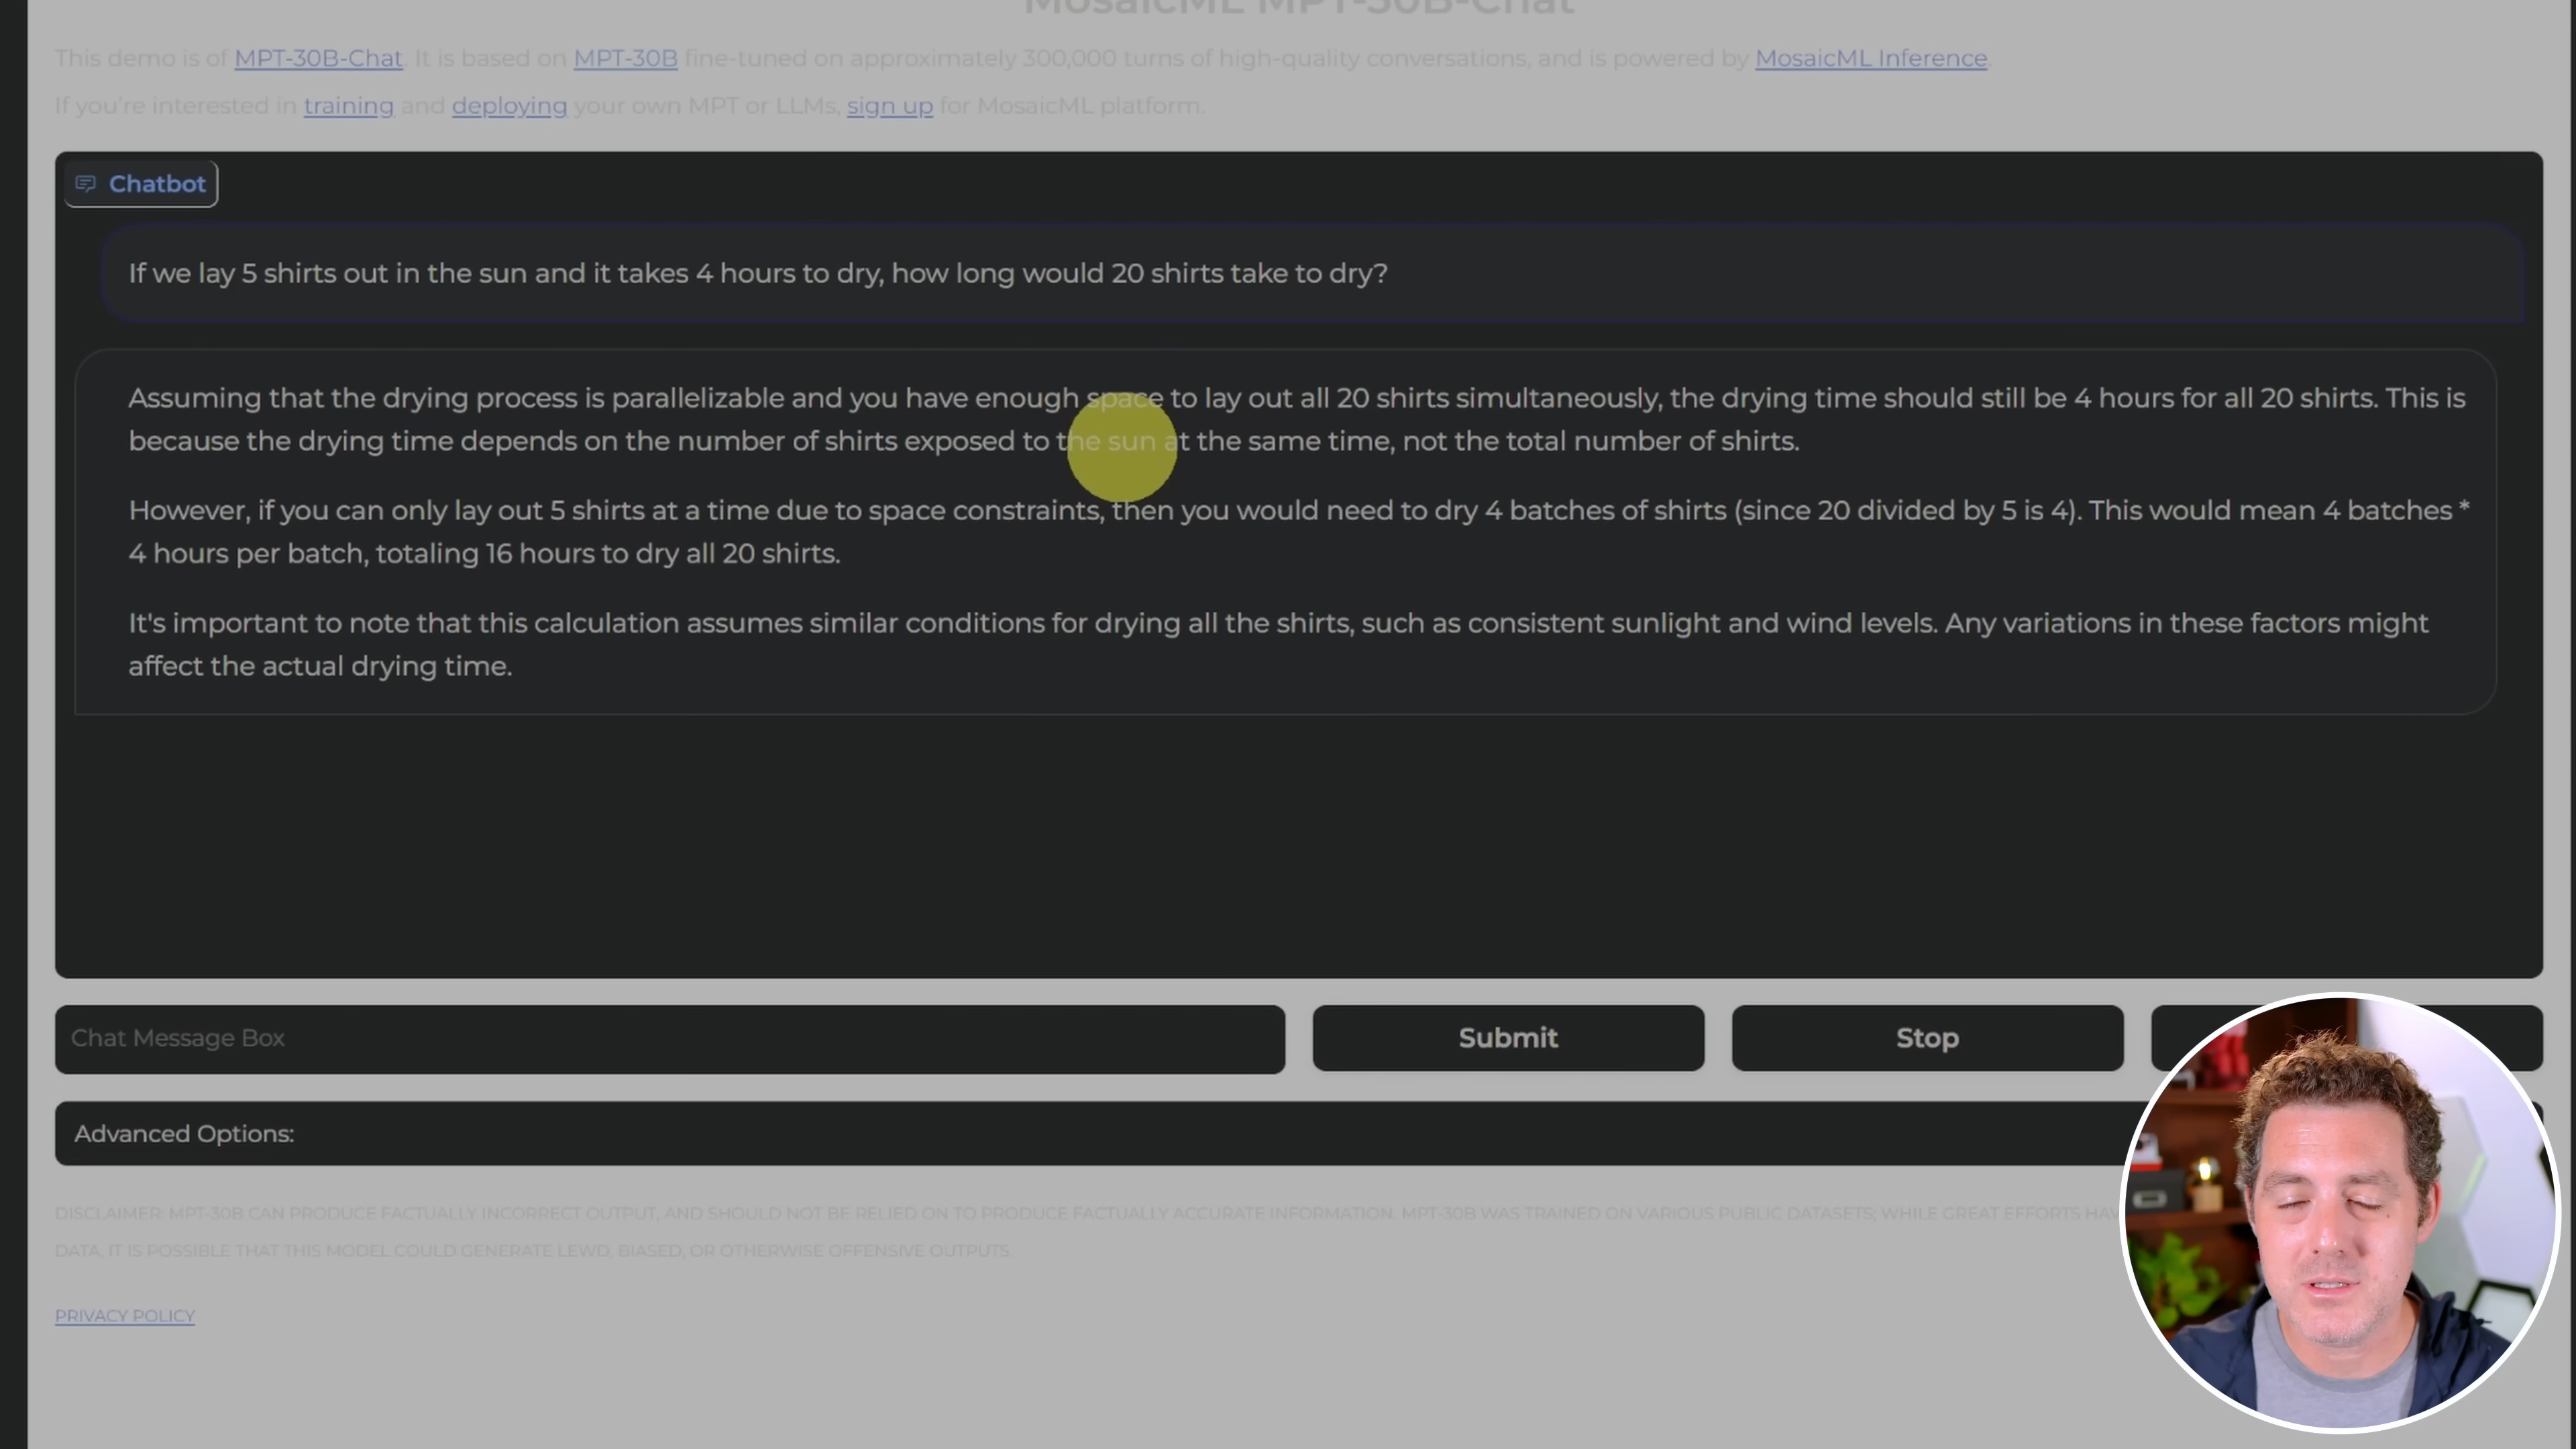 MosaicML MPT-30B-Chat
This demo is of MPT-30B-Chat. It is based on MPT-30B fine-tuned on approximately 300,000 turns of high-quality conversations, and is powered by MosaicML Inference.
If you're interested in training and deploying your own MPT or LLMs, sign up for MosaicML platform.
Chatbot
If we lay 5 shirts out in the sun and it takes 4 hours to dry, how long would 20 shirts take to dry?
Assuming that the drying process is parallelizable and you have enough space to lay out all 20 shirts simultaneously, the drying time should still be 4 hours for all 20 shirts. This is
because the drying time depends on the number of shirts exposed to the sun at the same time, not the total number of shirts.
However, if you can only lay out 5 shirts at a time due to space constraints, then you would need to dry 4 batches of shirts (since 20 divided by 5 is 4). This would mean 4 batches *
4 hours per batch, totaling 16 hours to dry all 20 shirts.
It's important to note that this calculation assumes similar conditions for drying all the shirts, such as consistent sunlight and wind levels. Any variations in these factors might
affect the actual drying time.
Chat Message Box
Submit
Stop
Advanced Options:
DISCLAIMER: MPT-30B CAN PRODUCE FACTUALLY INCORRECT OUTPUT, AND SHOULD NOT BE RELIED ON TO PRODUCE FACTUALLY ACCURATE INFORMATION. MPT-30B WAS TRAINED ON VARIOUS PUBLIC DATASETS; WHILE GREAT EFFORTS
DATA, IT IS POSSIBLE THAT THIS MODEL COULD GENERATE LEWD, BIASED, OR OTHERWISE OFFENSIVE OUTPUTS.
PRIVACY POLICY